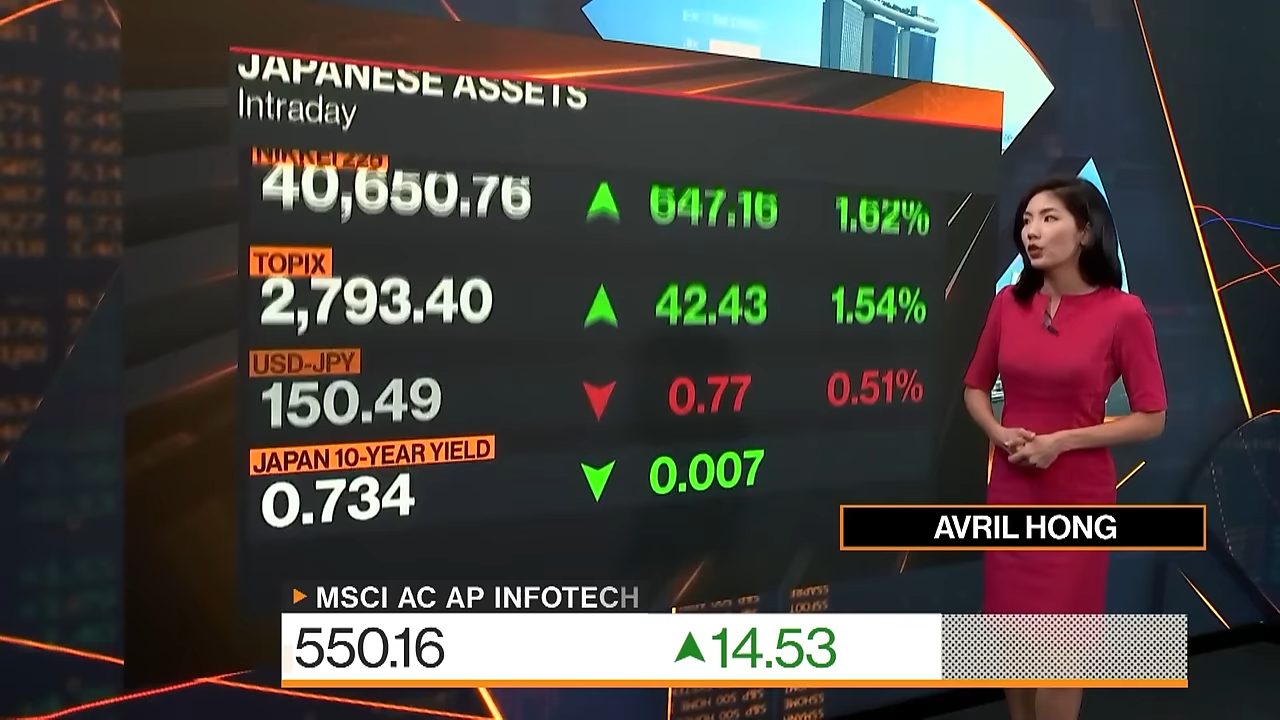 JAPANESE ASSETS
Intraday
NIKKEI 225
40,650.76 ▲ 647.16 1.62%
TOPIX
2,793.40 ▲ 42.43 1.54%
USD-JPY
150.49 ▼ 0.77 0.51%
JAPAN 10-YEAR YIELD
0.734 ▼ 0.007
AVRIL HONG
MSCI AC AP INFOTECH
550.16 ▲14.53